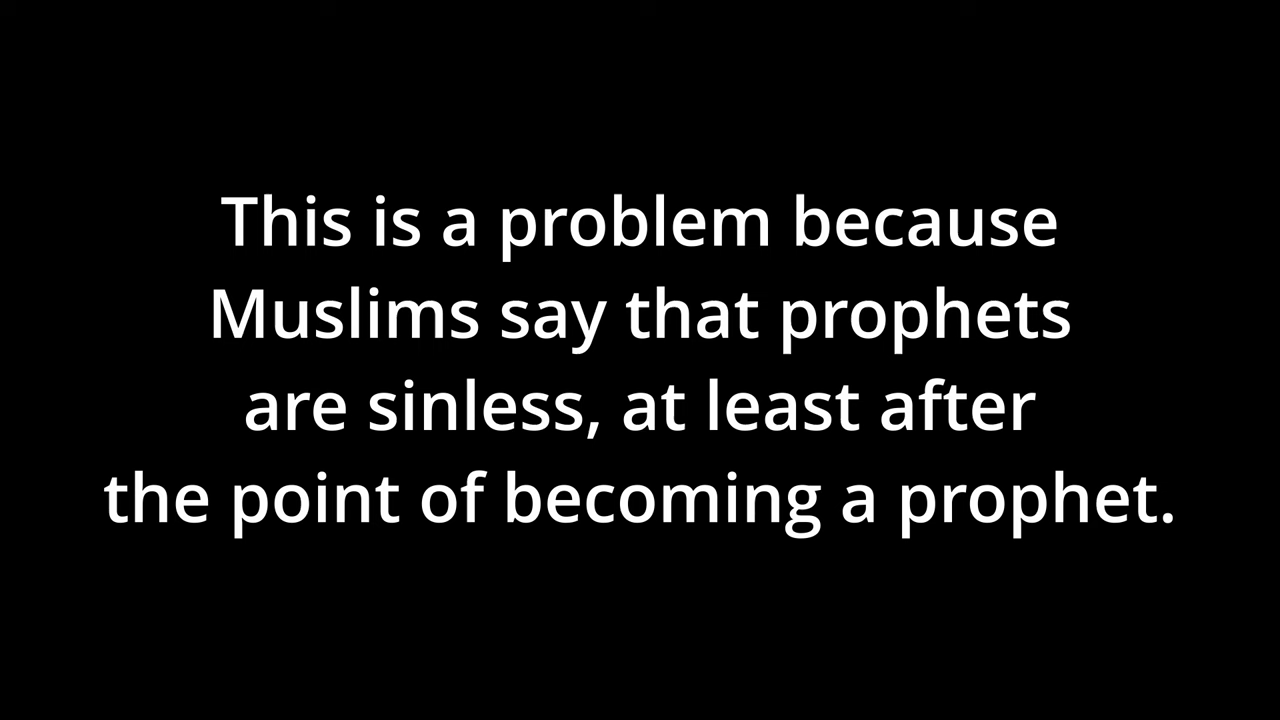 This is a problem because
Muslims say that prophets
are sinless, at least after
the point of becoming a prophet.